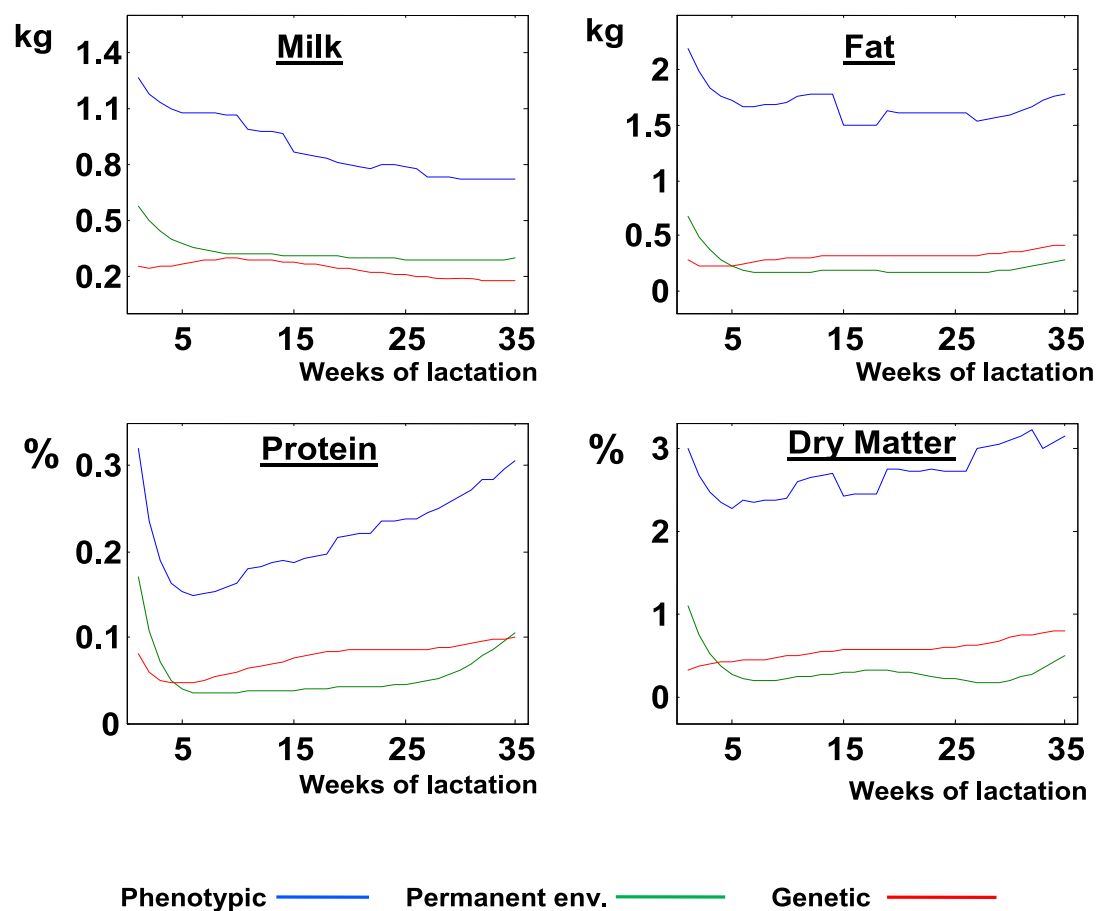 kg
Milk
1.4
1.1
0.8
0.5
0.2
5 15 25 35
Weeks of lactation
kg
Fat
2
1.5
1
0.5
0
5 15 25 35
Weeks of lactation
%
Protein
0.3
0.2
0.1
0
5 15 25 35
Weeks of lactation
%
Dry Matter
3
2
1
0
5 15 25 35
Weeks of lactation
Phenotypic Permanent env. Genetic